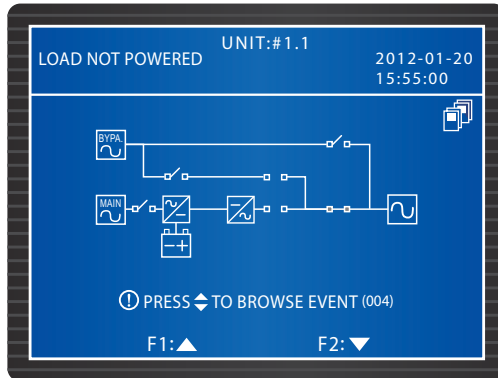 UNIT:#1.1
LOAD NOT POWERED
2012-01-20
15:55:00
BYPA.
MAIN
PRESS TO BROWSE EVENT (004)
F1:
F2: